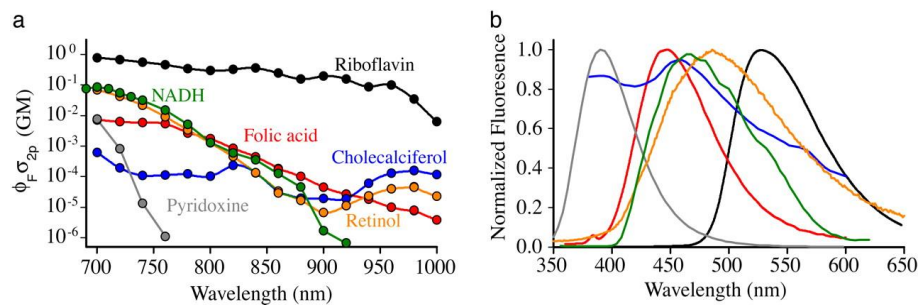 a
10⁰
10⁻¹
10⁻²
10⁻³
10⁻⁴
10⁻⁵
10⁻⁶
ϕF σ2p (GM)
Riboflavin
NADH
Folic acid
Cholecalciferol
Pyridoxine
Retinol
700 750 800 850 900 950 1000
Wavelength (nm)
b
1.0
0.8
0.6
0.4
0.2
0.0
Normalized Fluorescence
350 400 450 500 550 600 650
Wavelength (nm)